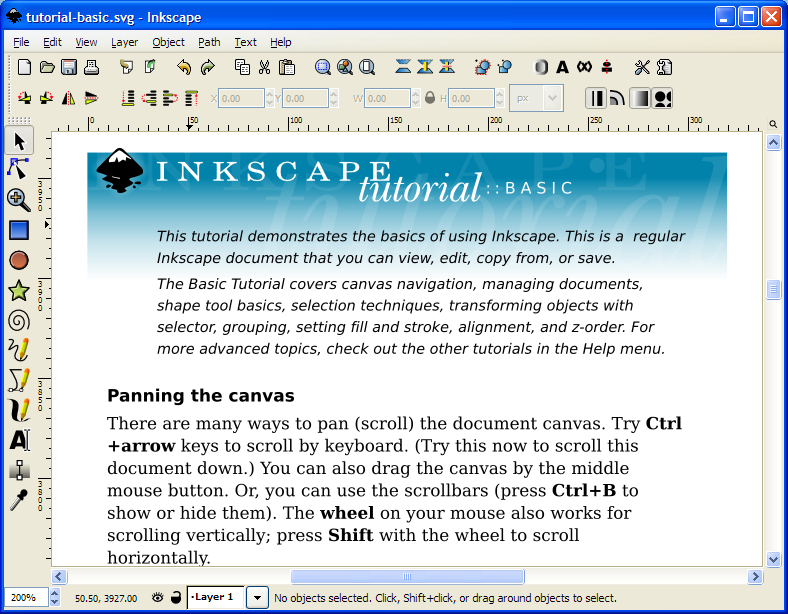 tutorial-basic.svg - Inkscape
File Edit View Layer Object Path Text Help
X 0.00 Y 0.00 W 0.00 H 0.00 px
0 50 100 150 200 250 300
3950
3900
3850
3800
INKSCAPE
tutorial ::BASIC
This tutorial demonstrates the basics of using Inkscape. This is a regular
Inkscape document that you can view, edit, copy from, or save.
The Basic Tutorial covers canvas navigation, managing documents,
shape tool basics, selection techniques, transforming objects with
selector, grouping, setting fill and stroke, alignment, and z-order. For
more advanced topics, check out the other tutorials in the Help menu.
Panning the canvas
There are many ways to pan (scroll) the document canvas. Try Ctrl
+arrow keys to scroll by keyboard. (Try this now to scroll this
document down.) You can also drag the canvas by the middle
mouse button. Or, you can use the scrollbars (press Ctrl+B to
show or hide them). The wheel on your mouse also works for
scrolling vertically; press Shift with the wheel to scroll
horizontally.
200% 50.50, 3927.00 •Layer 1 No objects selected. Click, Shift+click, or drag around objects to select.